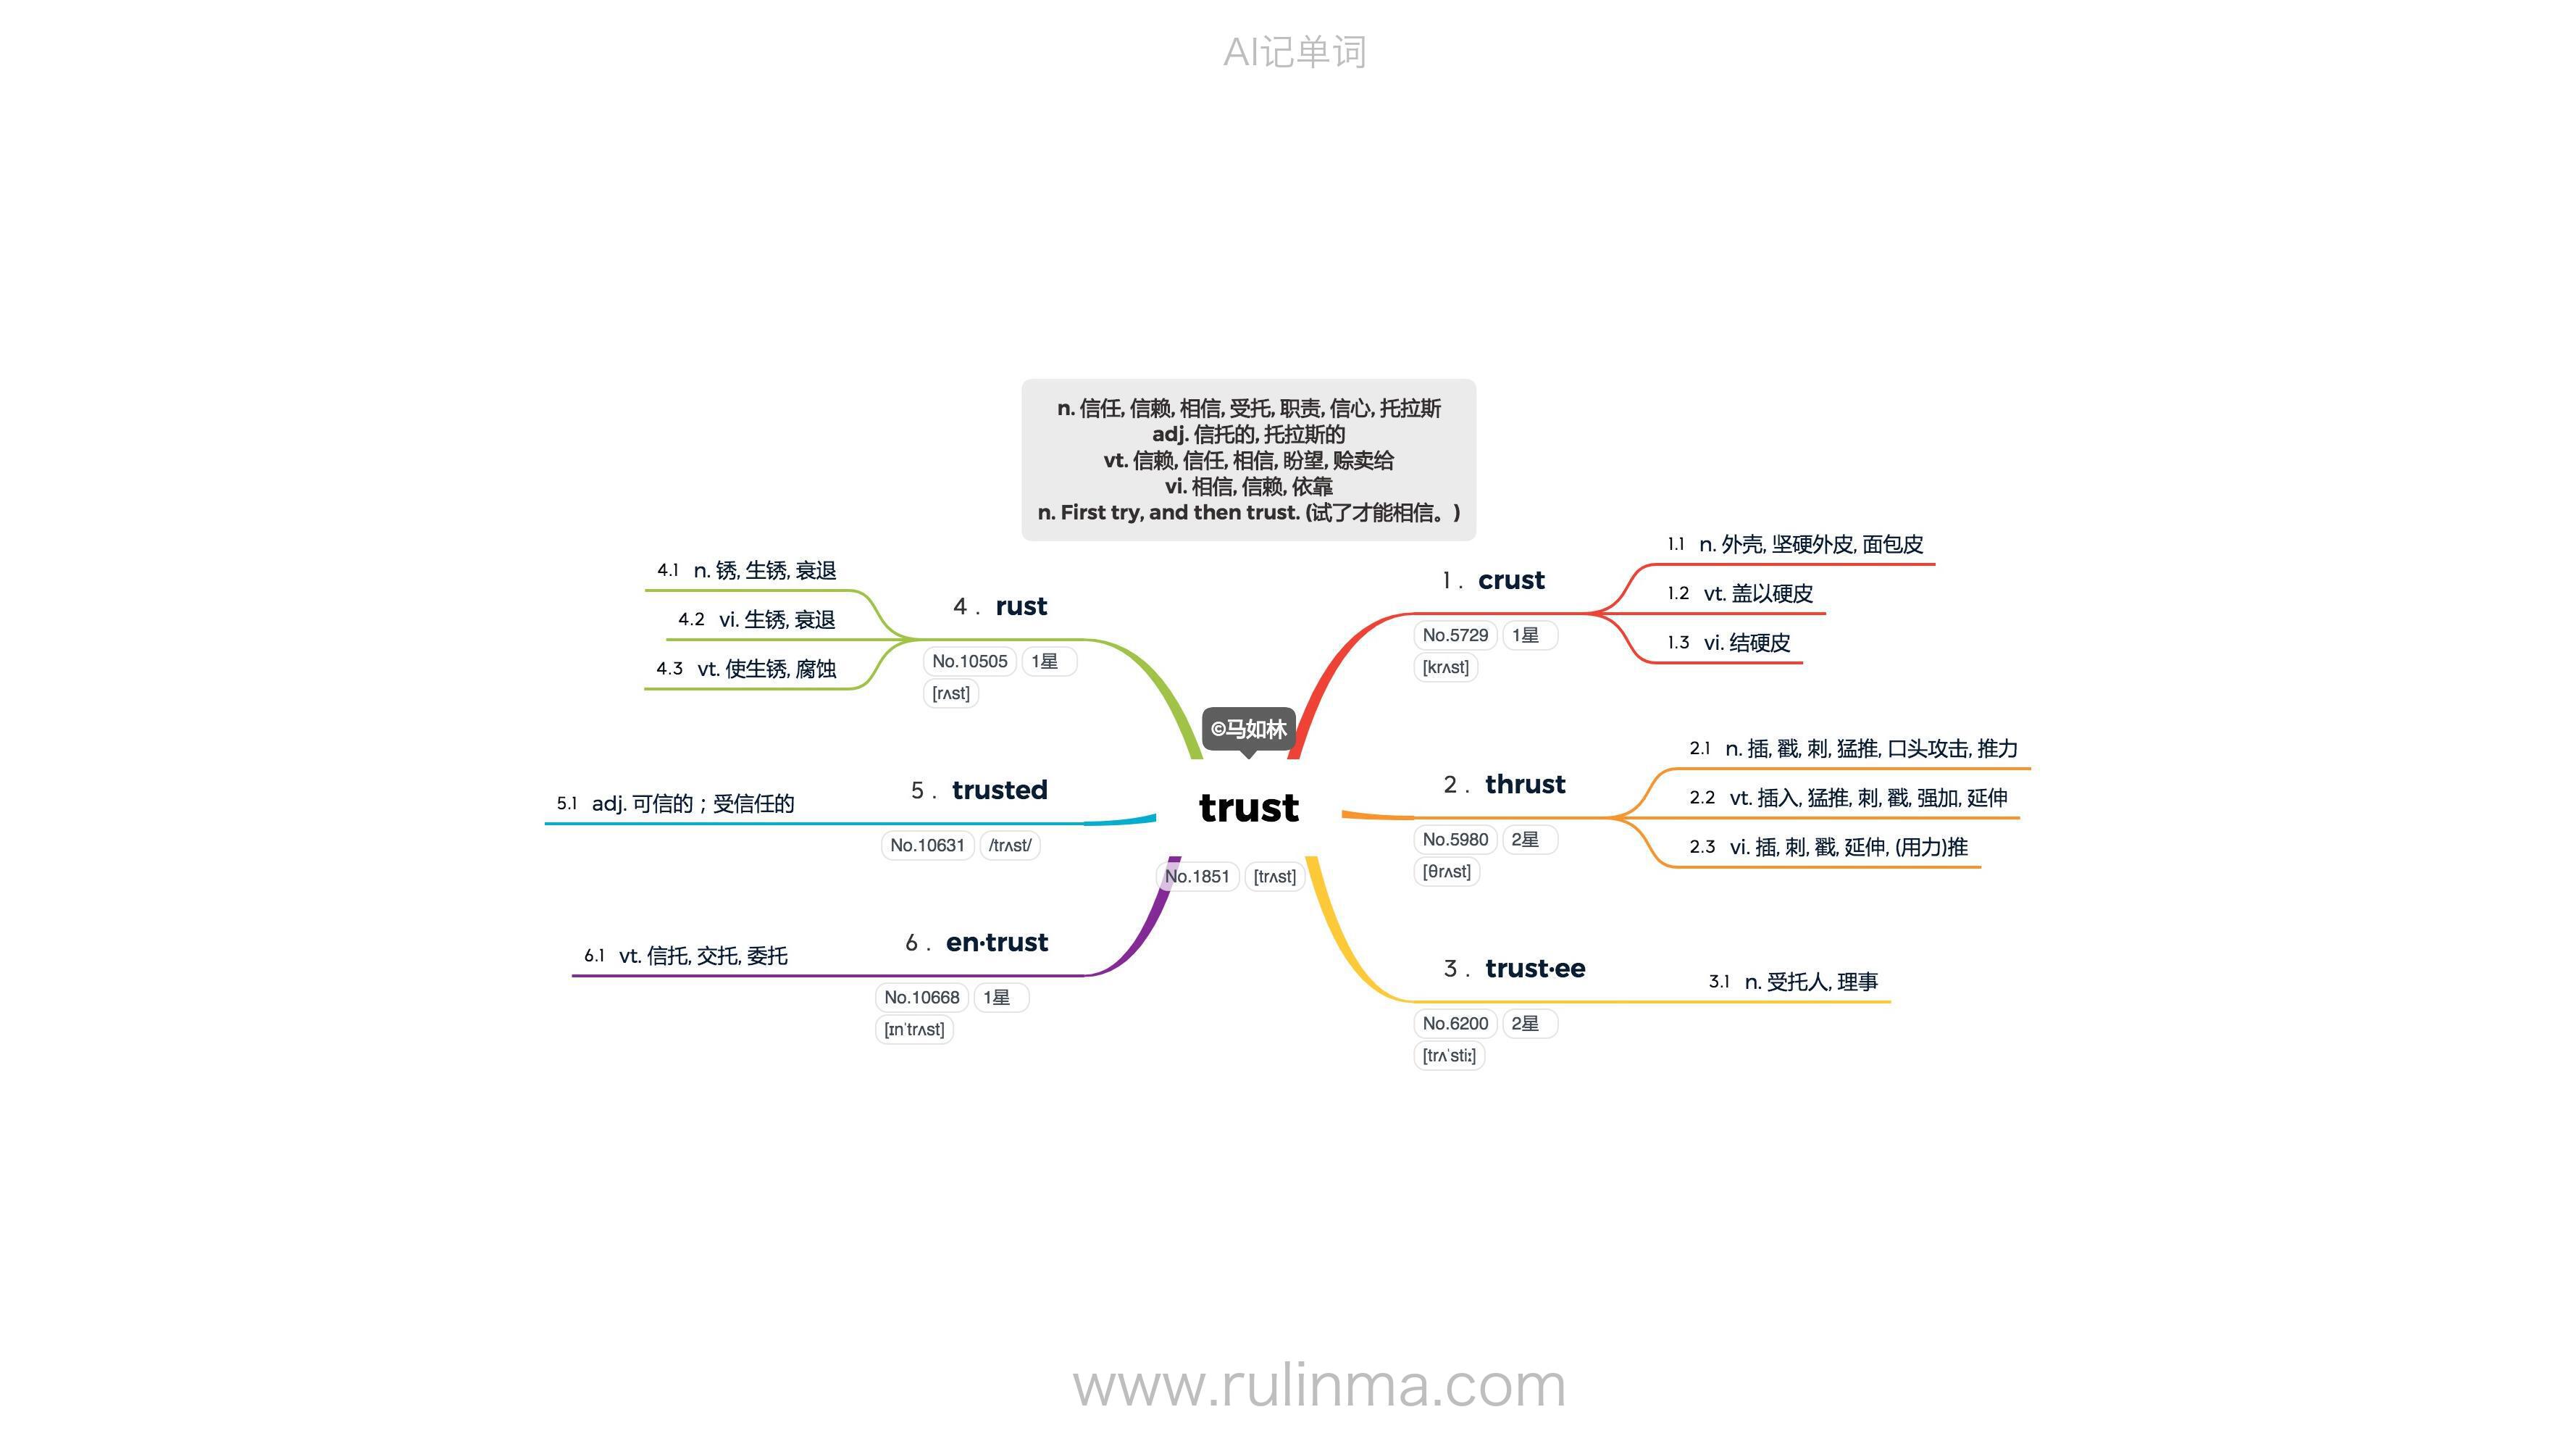 AI记单词
n. 信任, 信赖, 相信, 受托, 职责, 信心, 托拉斯
adj. 信托的, 托拉斯的
vt. 信赖, 信任, 相信, 盼望, 赊卖给
vi. 相信, 信赖, 依靠
n. First try, and then trust. (试了才能相信。)
©马如林
trust
No.1851 [trʌst]
1 . crust
No.5729 1星
[krʌst]
1.1 n. 外壳, 坚硬外皮, 面包皮
1.2 vt. 盖以硬皮
1.3 vi. 结硬皮
2 . thrust
No.5980 2星
[θrʌst]
2.1 n. 插, 戳, 刺, 猛推, 口头攻击, 推力
2.2 vt. 插入, 猛推, 刺, 戳, 强加, 延伸
2.3 vi. 插, 刺, 戳, 延伸, (用力)推
3 . trust·ee
No.6200 2星
[trʌˈstiː]
3.1 n. 受托人, 理事
4 . rust
No.10505 1星
[rʌst]
4.1 n. 锈, 生锈, 衰退
4.2 vi. 生锈, 衰退
4.3 vt. 使生锈, 腐蚀
5 . trusted
No.10631 /trʌst/
5.1 adj. 可信的；受信任的
6 . en·trust
No.10668 1星
[ɪnˈtrʌst]
6.1 vt. 信托, 交托, 委托
www.rulinma.com